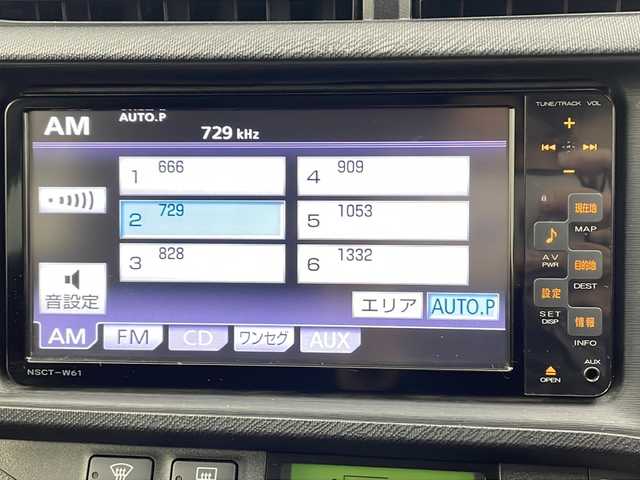 AM
AUTO.P
729 kHz
1 666
4 909
2 729
5 1053
3 828
6 1332
音設定
エリア
AUTO.P
AM
FM
CD
ワンセグ
AUX
NSCT-W61
TUNE/TRACK VOL
+
−
現在地
MAP
AV
PWR
目的地
DEST
設定
SET
DISP
情報
INFO
OPEN
AUX